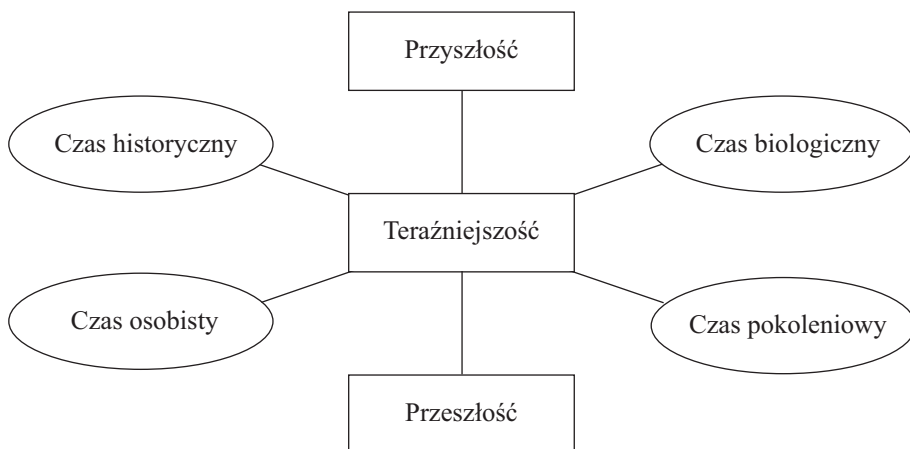 Przyszłość
Czas historyczny
Czas biologiczny
Teraźniejszość
Czas osobisty
Czas pokoleniowy
Przeszłość